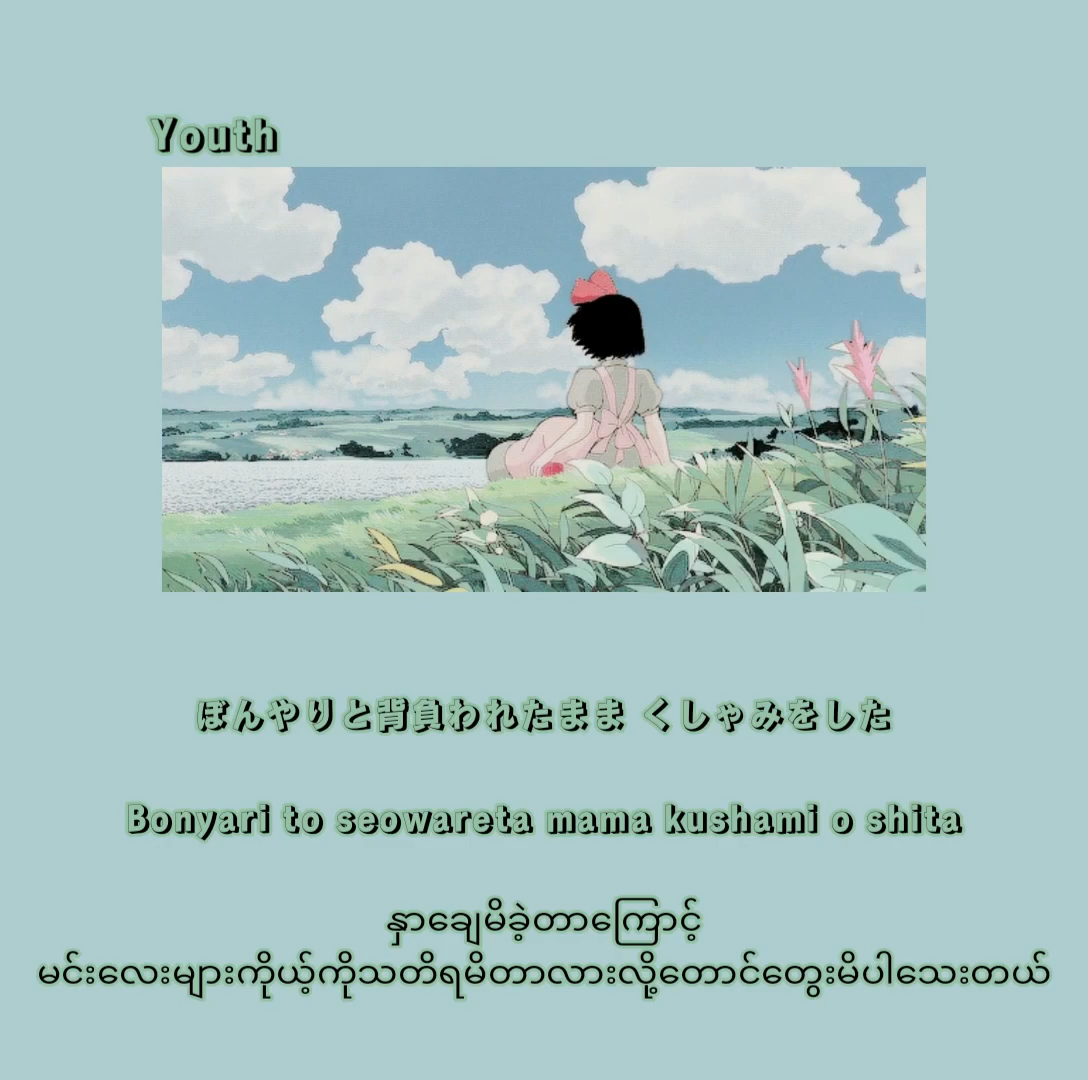 Youth
ぼんやりと背負われたまま くしゃみをした
Bonyari to seowareta mama kushami o shita
နှာချေမိခဲ့တာကြောင့်
မင်းလေးများကိုယ့်ကိုသတိရမိတာလားလို့တောင်တွေးမိပါသေးတယ်